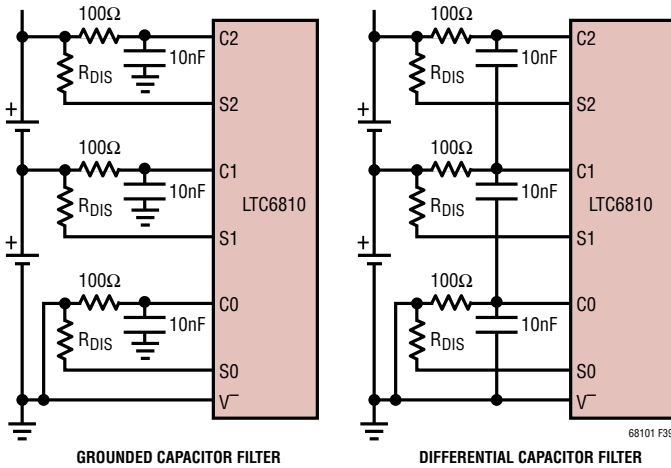 100Ω
C2
10nF
RDIS
S2
+
100Ω
C1
10nF
LTC6810
RDIS
S1
+
100Ω
C0
10nF
RDIS
S0
V–
GROUNDED CAPACITOR FILTER
100Ω
C2
10nF
RDIS
S2
+
100Ω
C1
10nF
LTC6810
RDIS
S1
+
100Ω
C0
10nF
RDIS
S0
V–
68101 F39
DIFFERENTIAL CAPACITOR FILTER